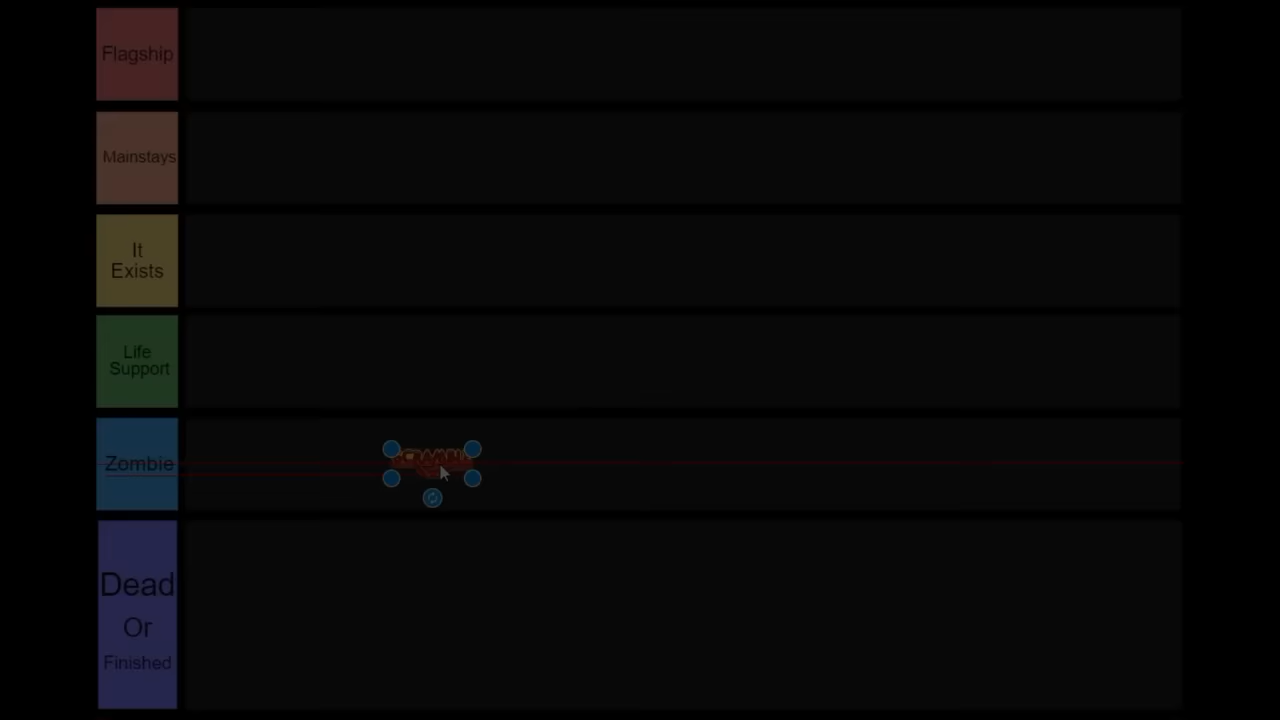 Flagship
Mainstays
It
Exists
Life
Support
Zombie
Dead
Or
Finished